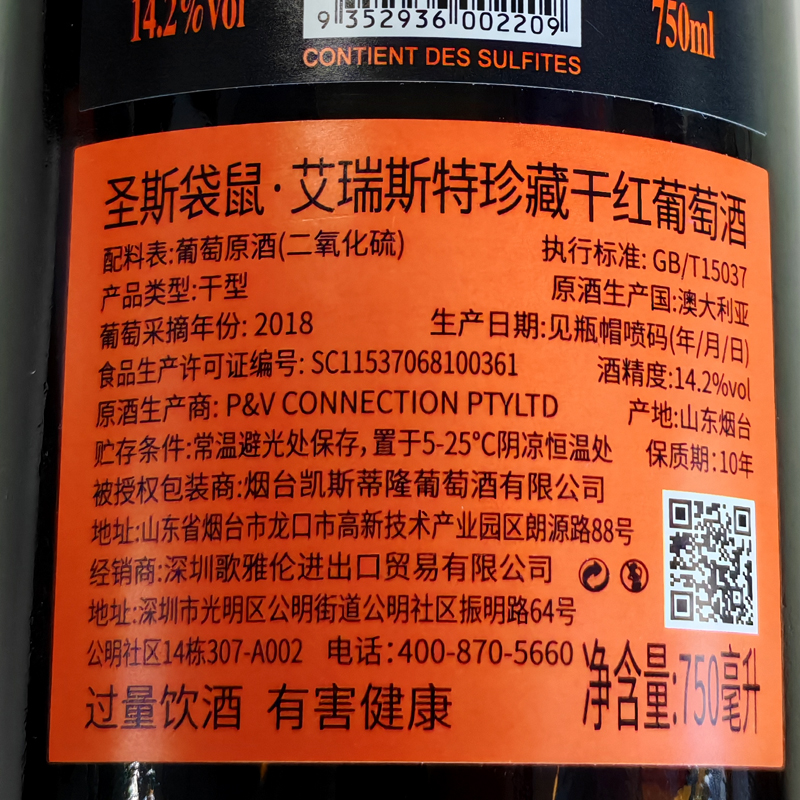 14.2%vol
9 352936 002209
750ml
CONTIENT DES SULFITES
圣斯袋鼠·艾瑞斯特珍藏干红葡萄酒
配料表:葡萄原酒(二氧化硫) 执行标准: GB/T15037
产品类型:干型 原酒生产国:澳大利亚
葡萄采摘年份: 2018 生产日期:见瓶帽喷码(年/月/日)
食品生产许可证编号: SC11537068100361 酒精度:14.2%vol
原酒生产商: P&V CONNECTION PTYLTD 产地:山东烟台
贮存条件:常温避光处保存, 置于5-25°C阴凉恒温处 保质期:10年
被授权包装商:烟台凯斯蒂隆葡萄酒有限公司
地址:山东省烟台市龙口市高新技术产业园区朗源路88号
经销商:深圳歌雅伦进出口贸易有限公司
地址:深圳市光明区公明街道公明社区振明路64号
公明社区14栋307-A002 电话:400-870-5660
净含量:750毫升
过量饮酒 有害健康